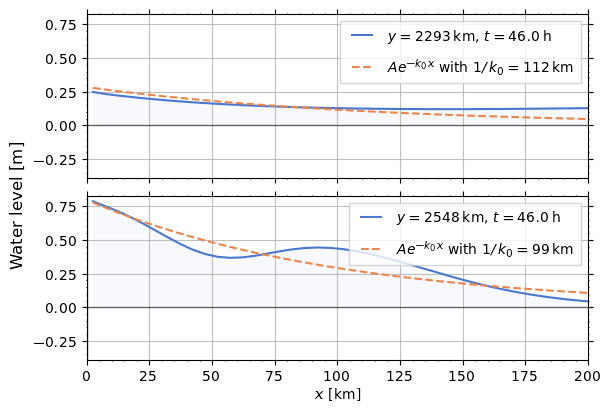 0.75
0.50
0.25
0.00
−0.25
y = 2293 km, t = 46.0 h
Ae^{−k₀x} with 1/k₀ = 112 km
Water level [m]
0.75
0.50
0.25
0.00
−0.25
y = 2548 km, t = 46.0 h
Ae^{−k₀x} with 1/k₀ = 99 km
0 25 50 75 100 125 150 175 200
x [km]